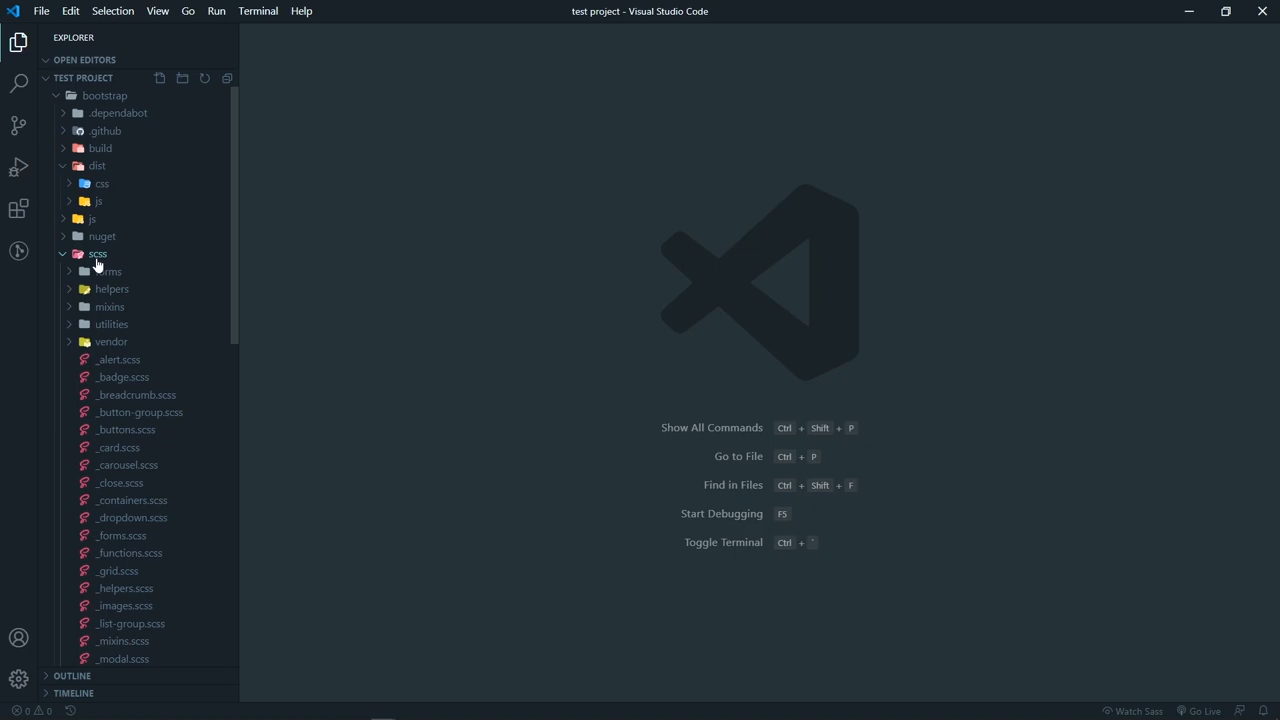 File Edit Selection View Go Run Terminal Help
test project - Visual Studio Code
EXPLORER
OPEN EDITORS
TEST PROJECT
bootstrap
.dependabot
.github
build
dist
css
js
js
nuget
scss
helpers
mixins
utilities
vendor
_alert.scss
_badge.scss
_breadcrumb.scss
_button-group.scss
_buttons.scss
_card.scss
_carousel.scss
_close.scss
_containers.scss
_dropdown.scss
_forms.scss
_functions.scss
_grid.scss
_helpers.scss
_images.scss
_list-group.scss
_mixins.scss
_modal.scss
OUTLINE
TIMELINE
Show All Commands Ctrl + Shift + P
Go to File Ctrl + P
Find in Files Ctrl + Shift + F
Start Debugging F5
Toggle Terminal Ctrl + `
0 0
Watch Sass Go Live